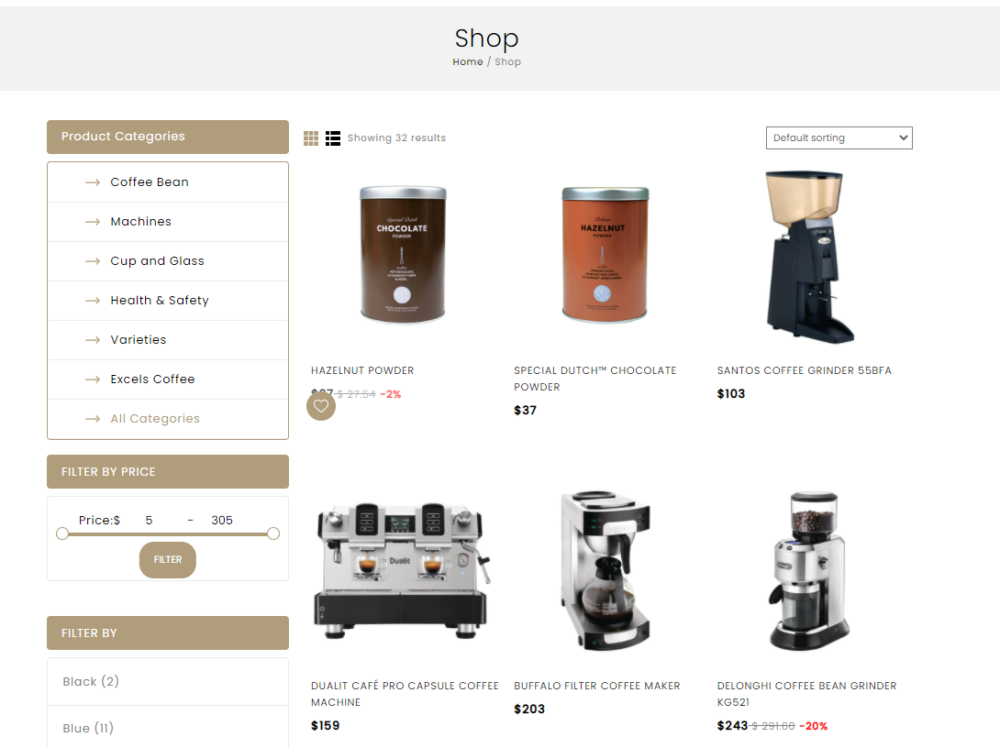 Shop
Home / Shop
Product Categories
Coffee Bean
Machines
Cup and Glass
Health & Safety
Varieties
Excels Coffee
All Categories
FILTER BY PRICE
Price:$ 5 - 305
FILTER
FILTER BY
Black (2)
Blue (11)
Showing 32 results
Default sorting
Special Dutch
CHOCOLATE
POWDER
HAZELNUT
POWDER
HAZELNUT POWDER
$ 27.54 -2%
SPECIAL DUTCH™ CHOCOLATE
POWDER
$37
SANTOS COFFEE GRINDER 55BFA
$103
Dualit
DUALIT CAFÉ PRO CAPSULE COFFEE
MACHINE
$159
BUFFALO FILTER COFFEE MAKER
$203
DELONGHI COFFEE BEAN GRINDER
KG521
$243 $ 291.60 -20%